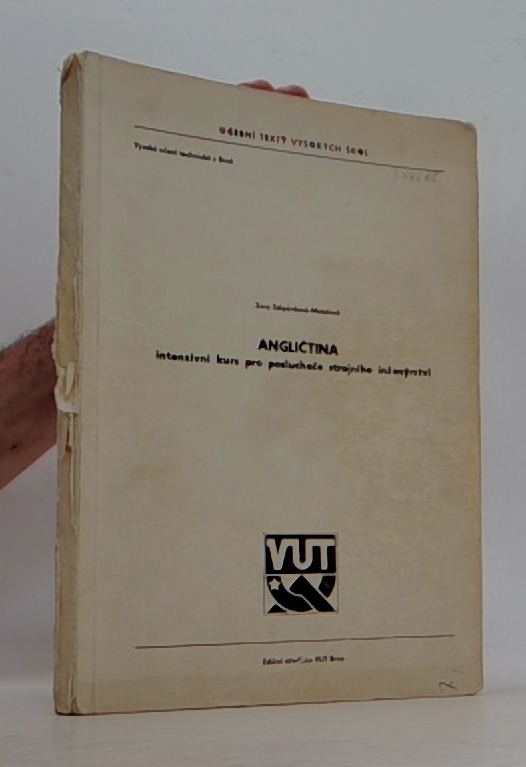 UČEBNÍ TEXTY VYSOKÝCH ŠKOL
Vysoké učení technické v Brně
ANGLIČTINA
intensivní kurs pro posluchače strojního inženýrství
VUT
Ediční středisko VUT Brno